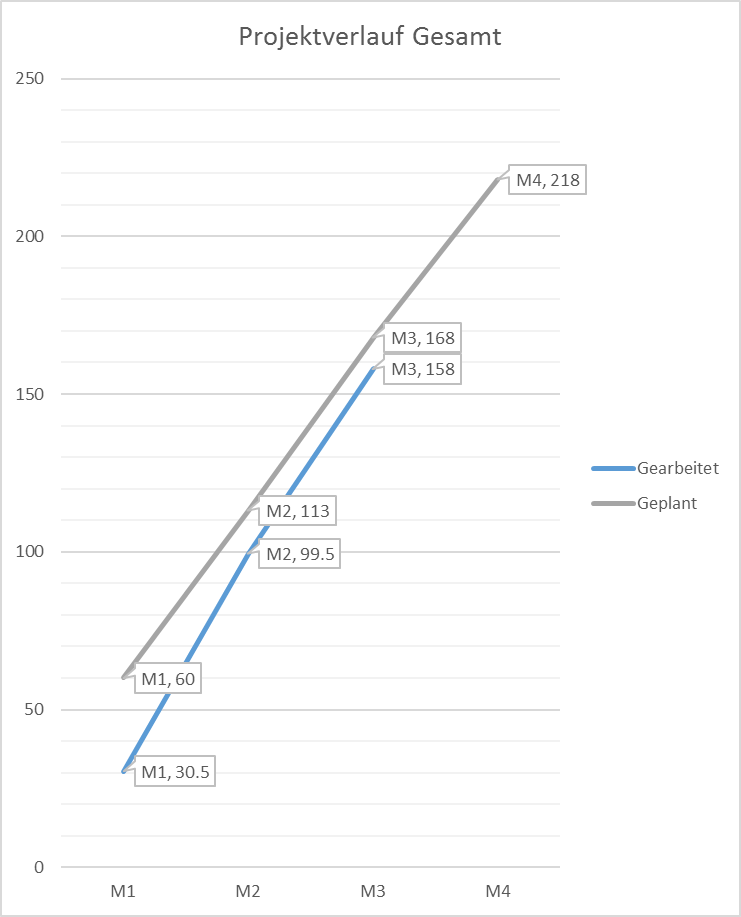 Projektverlauf Gesamt
250
200
150
100
50
0
M4, 218
M3, 168
M3, 158
M2, 113
M2, 99.5
M1, 60
M1, 30.5
M1 M2 M3 M4
Gearbeitet
Geplant